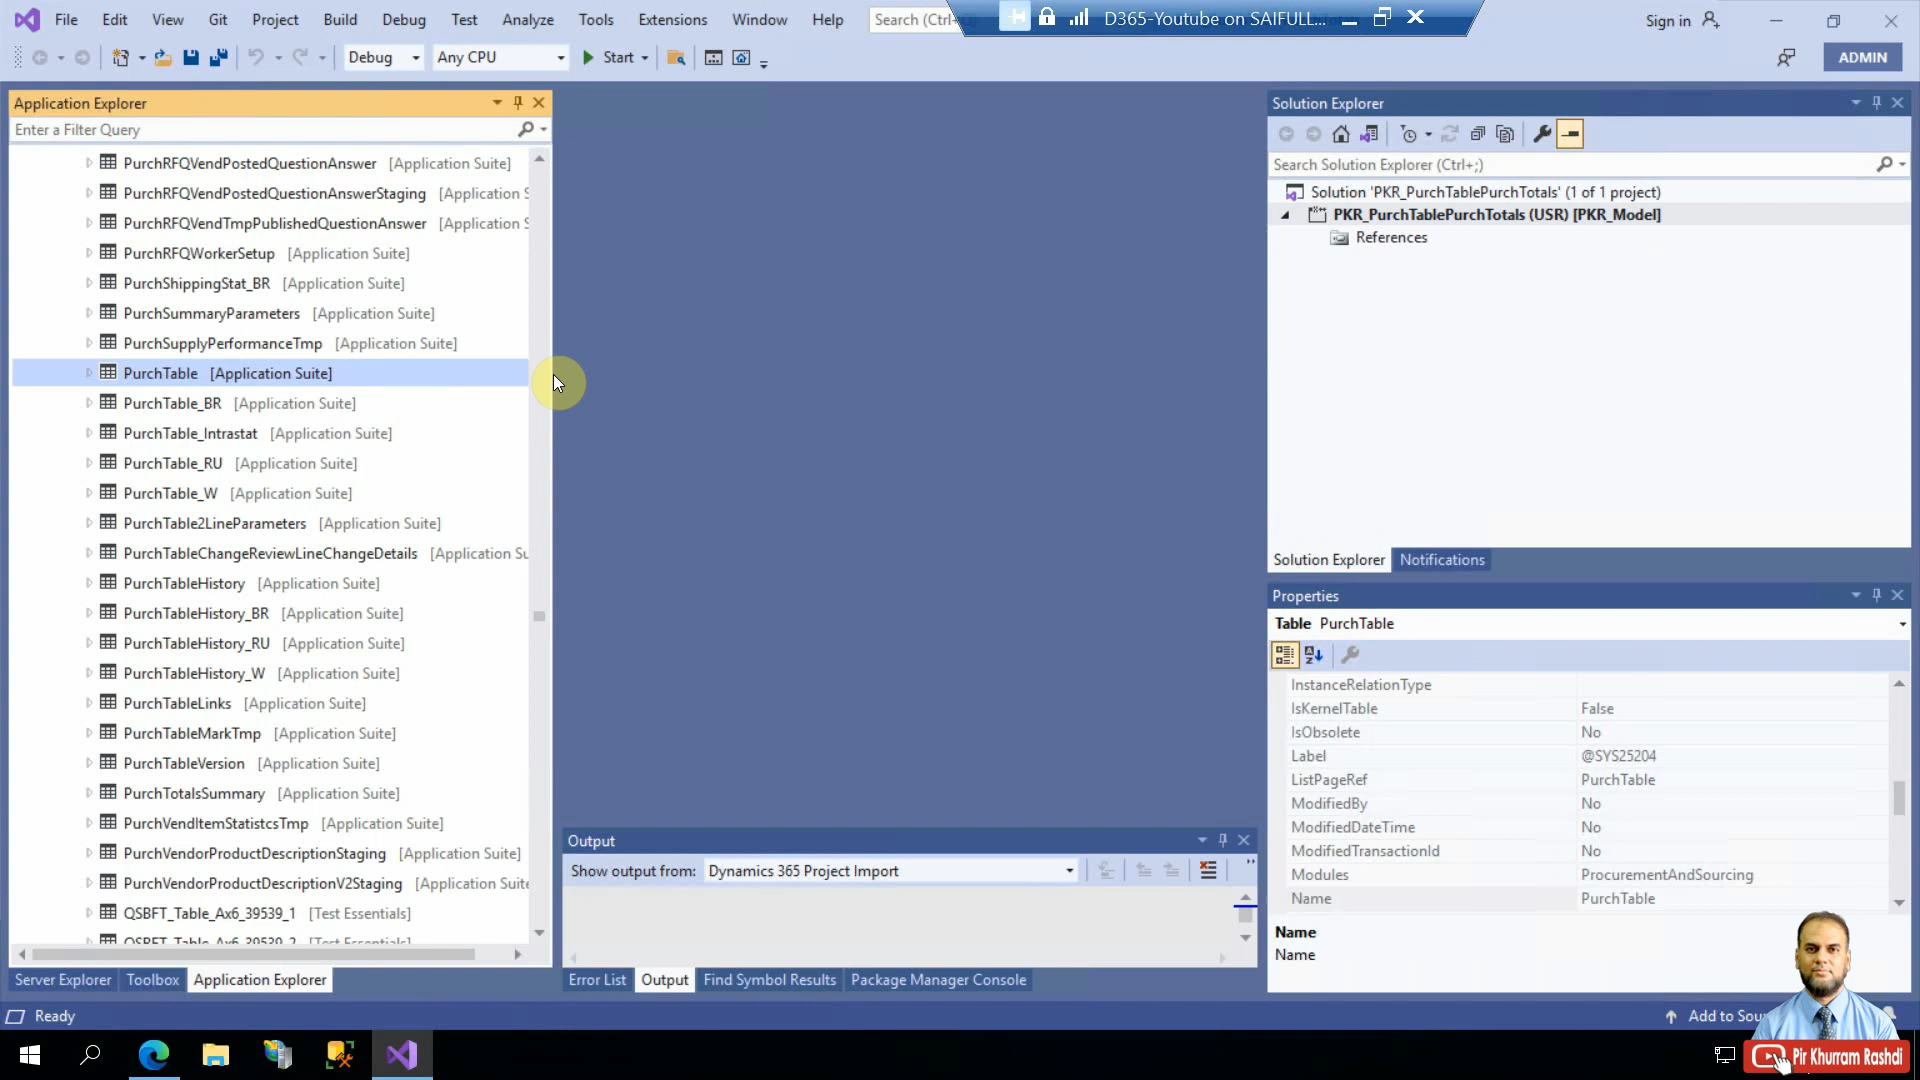 File Edit View Git Project Build Debug Test Analyze Tools Extensions Window Help Search (Ctrl+ D365-Youtube on SAIFULL... Sign in
Debug Any CPU Start ADMIN
Application Explorer
Enter a Filter Query
PurchRFQVendPostedQuestionAnswer [Application Suite]
PurchRFQVendPostedQuestionAnswerStaging [Application S
PurchRFQVendTmpPublishedQuestionAnswer [Application S
PurchRFQWorkerSetup [Application Suite]
PurchShippingStat_BR [Application Suite]
PurchSummaryParameters [Application Suite]
PurchSupplyPerformanceTmp [Application Suite]
PurchTable [Application Suite]
PurchTable_BR [Application Suite]
PurchTable_Intrastat [Application Suite]
PurchTable_RU [Application Suite]
PurchTable_W [Application Suite]
PurchTable2LineParameters [Application Suite]
PurchTableChangeReviewLineChangeDetails [Application Su
PurchTableHistory [Application Suite]
PurchTableHistory_BR [Application Suite]
PurchTableHistory_RU [Application Suite]
PurchTableHistory_W [Application Suite]
PurchTableLinks [Application Suite]
PurchTableMarkTmp [Application Suite]
PurchTableVersion [Application Suite]
PurchTotalsSummary [Application Suite]
PurchVendItemStatistcsTmp [Application Suite]
PurchVendorProductDescriptionStaging [Application Suite]
PurchVendorProductDescriptionV2Staging [Application Suite
QSBFT_Table_Ax6_39539_1 [Test Essentials]
QSBFT_Table_Ax6_39539_2 [Test Essentials]
Server Explorer Toolbox Application Explorer
Output
Show output from: Dynamics 365 Project Import
Error List Output Find Symbol Results Package Manager Console
Solution Explorer
Search Solution Explorer (Ctrl+;)
Solution 'PKR_PurchTablePurchTotals' (1 of 1 project)
PKR_PurchTablePurchTotals (USR) [PKR_Model]
References
Solution Explorer Notifications
Properties
Table PurchTable
InstanceRelationType
IsKernelTable False
IsObsolete No
Label @SYS25204
ListPageRef PurchTable
ModifiedBy No
ModifiedDateTime No
ModifiedTransactionId No
Modules ProcurementAndSourcing
Name PurchTable
Name
Name
Ready Add to Sou
Pir Khurram Rashdi